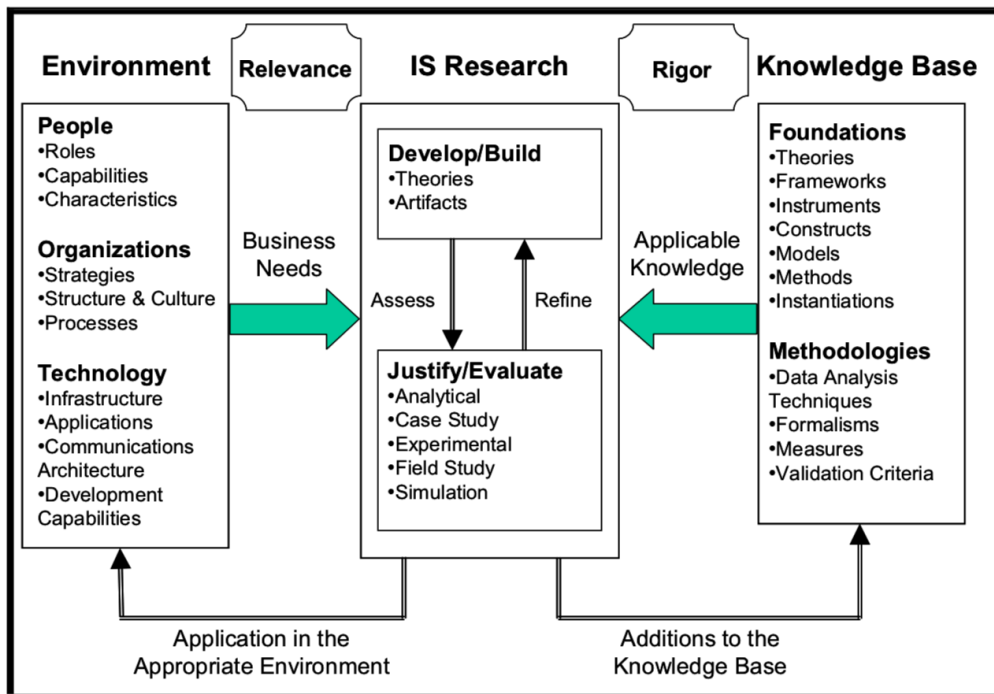 Environment
Relevance
IS Research
Rigor
Knowledge Base
People
•Roles
•Capabilities
•Characteristics
Organizations
•Strategies
•Structure & Culture
•Processes
Technology
•Infrastructure
•Applications
•Communications
Architecture
•Development
Capabilities
Business
Needs
Develop/Build
•Theories
•Artifacts
Assess
Refine
Justify/Evaluate
•Analytical
•Case Study
•Experimental
•Field Study
•Simulation
Applicable
Knowledge
Foundations
•Theories
•Frameworks
•Instruments
•Constructs
•Models
•Methods
•Instantiations
Methodologies
•Data Analysis
Techniques
•Formalisms
•Measures
•Validation Criteria
Application in the
Appropriate Environment
Additions to the
Knowledge Base